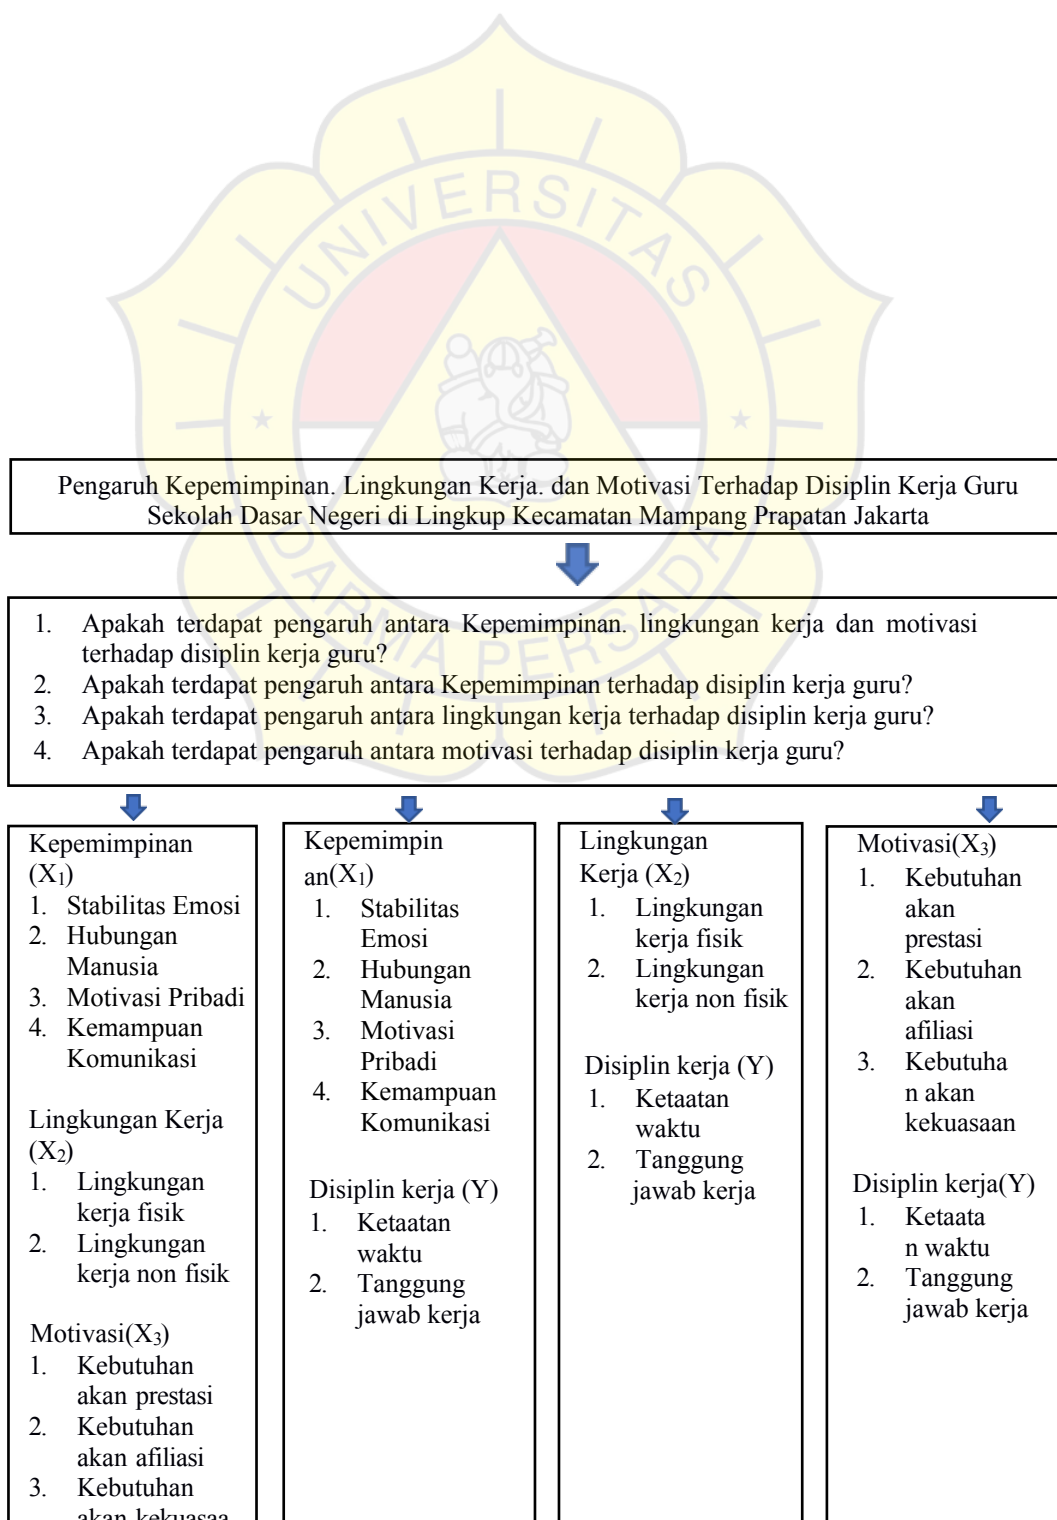 UNIVERSITAS
DARMA PERSADA
Pengaruh Kepemimpinan. Lingkungan Kerja. dan Motivasi Terhadap Disiplin Kerja Guru
Sekolah Dasar Negeri di Lingkup Kecamatan Mampang Prapatan Jakarta
1. Apakah terdapat pengaruh antara Kepemimpinan. lingkungan kerja dan motivasi
terhadap disiplin kerja guru?
2. Apakah terdapat pengaruh antara Kepemimpinan terhadap disiplin kerja guru?
3. Apakah terdapat pengaruh antara lingkungan kerja terhadap disiplin kerja guru?
4. Apakah terdapat pengaruh antara motivasi terhadap disiplin kerja guru?
Kepemimpinan
(X₁)
1. Stabilitas Emosi
2. Hubungan
Manusia
3. Motivasi Pribadi
4. Kemampuan
Komunikasi
Lingkungan Kerja
(X₂)
1. Lingkungan
kerja fisik
2. Lingkungan
kerja non fisik
Motivasi(X₃)
1. Kebutuhan
akan prestasi
2. Kebutuhan
akan afiliasi
3. Kebutuhan
akan kekuasaa
Kepemimpin
an(X₁)
1. Stabilitas
Emosi
2. Hubungan
Manusia
3. Motivasi
Pribadi
4. Kemampuan
Komunikasi
Disiplin kerja (Y)
1. Ketaatan
waktu
2. Tanggung
jawab kerja
Lingkungan
Kerja (X₂)
1. Lingkungan
kerja fisik
2. Lingkungan
kerja non fisik
Disiplin kerja (Y)
1. Ketaatan
waktu
2. Tanggung
jawab kerja
Motivasi(X₃)
1. Kebutuhan
akan
prestasi
2. Kebutuhan
akan
afiliasi
3. Kebutuha
n akan
kekuasaan
Disiplin kerja(Y)
1. Ketaata
n waktu
2. Tanggung
jawab kerja